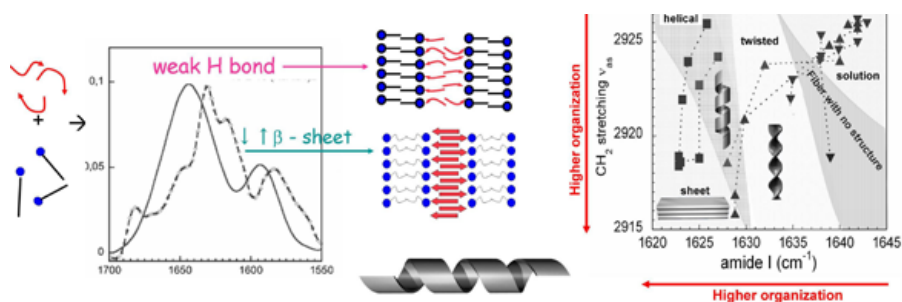 +
→
0,1
0,05
0
1700
1650
1600
1550
weak H bond
↓ ↑ β - sheet
Higher organization
CH2 stretching νas
2925
2920
2915
helical
twisted
solution
Fiber with no structure
sheet
1620
1625
1630
1635
1640
1645
amide I (cm-1)
Higher organization